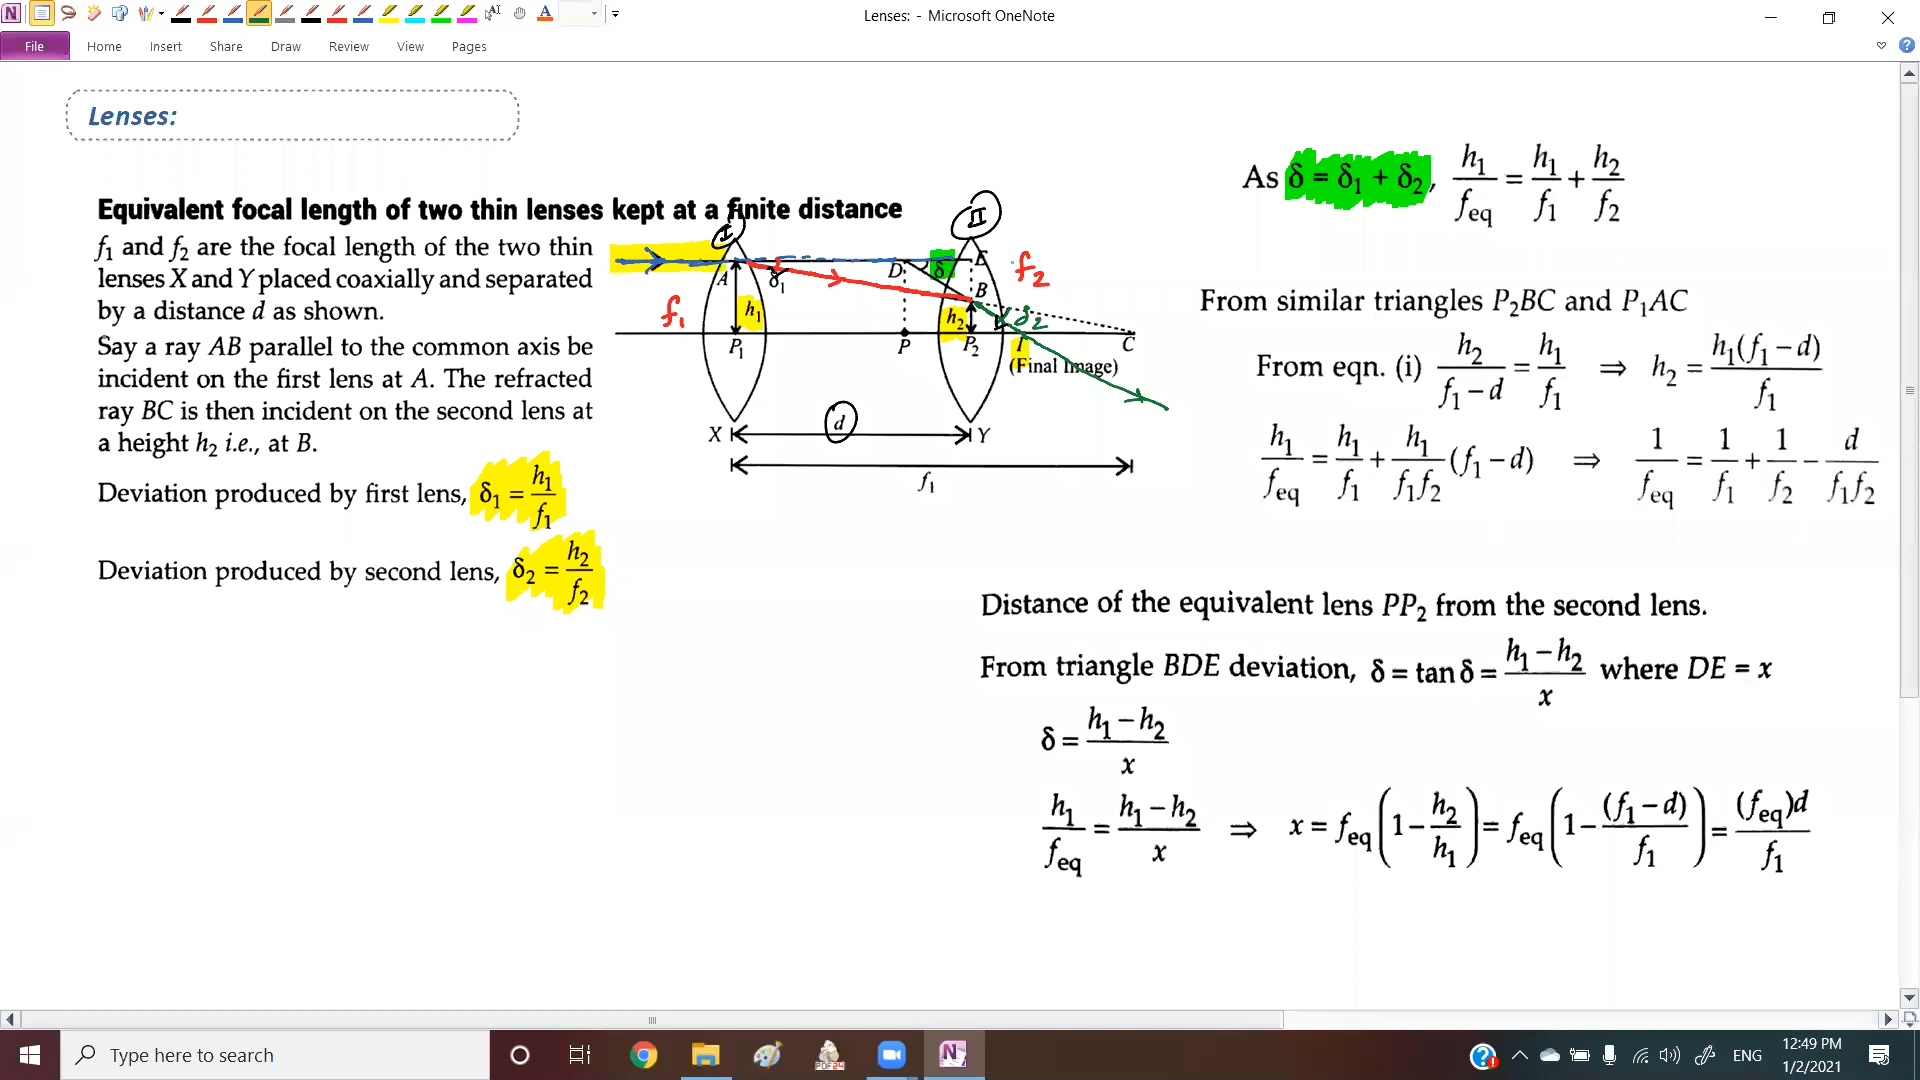 Lenses: - Microsoft OneNote
File Home Insert Share Draw Review View Pages
Lenses:
Equivalent focal length of two thin lenses kept at a finite distance
f₁ and f₂ are the focal length of the two thin
lenses X and Y placed coaxially and separated
by a distance d as shown.
Say a ray AB parallel to the common axis be
incident on the first lens at A. The refracted
ray BC is then incident on the second lens at
a height h₂ i.e., at B.
Deviation produced by first lens, δ₁ = h₁/f₁
Deviation produced by second lens, δ₂ = h₂/f₂
I II
A D δ E
δ₁ B
f₁ h₁ h₂ δ₂ f₂
P₁ P P₂ I C
(Final Image)
d
X Y
f₁
As δ = δ₁ + δ₂, h₁/f_eq = h₁/f₁ + h₂/f₂
From similar triangles P₂BC and P₁AC
From eqn. (i) h₂/(f₁ – d) = h₁/f₁ ⇒ h₂ = h₁(f₁ – d)/f₁
h₁/f_eq = h₁/f₁ + h₁/(f₁f₂) (f₁ – d) ⇒ 1/f_eq = 1/f₁ + 1/f₂ – d/(f₁f₂)
Distance of the equivalent lens PP₂ from the second lens.
From triangle BDE deviation, δ = tan δ = (h₁ – h₂)/x where DE = x
δ = (h₁ – h₂)/x
h₁/f_eq = (h₁ – h₂)/x ⇒ x = f_eq (1 – h₂/h₁) = f_eq (1 – (f₁ – d)/f₁) = (f_eq)d/f₁
Type here to search
PDF24
ENG
12:49 PM
1/2/2021